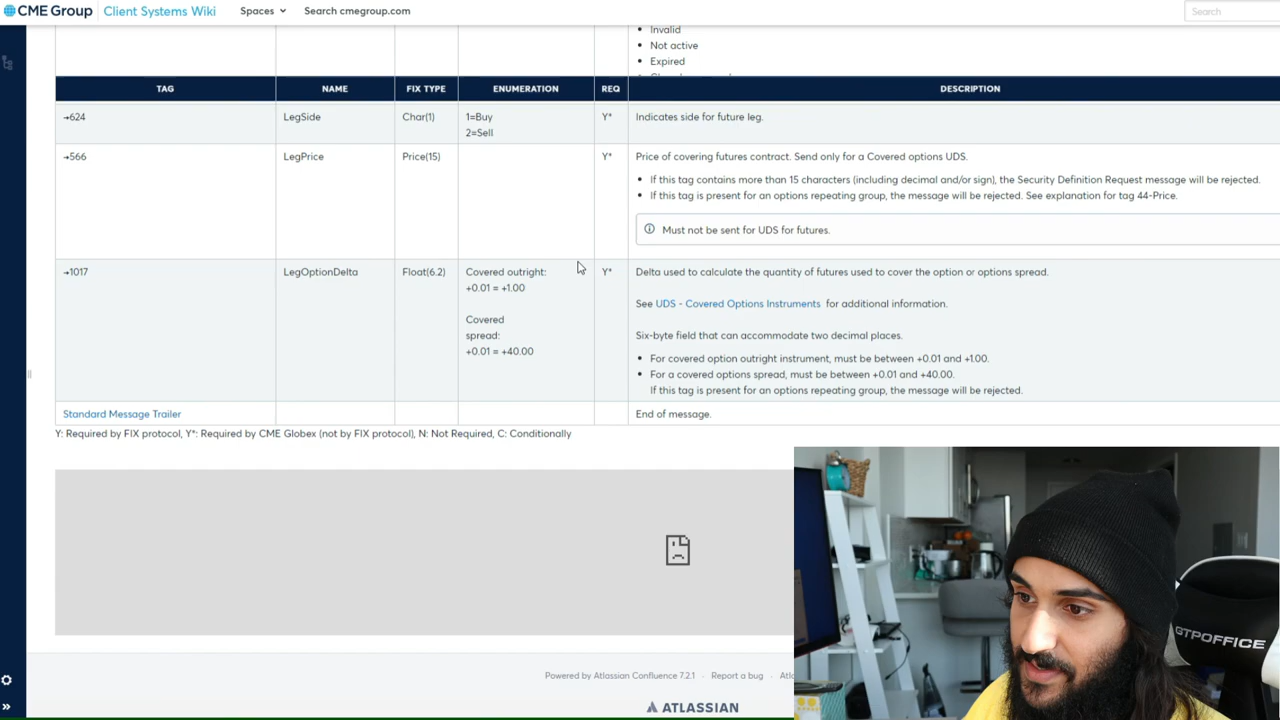 CME Group
Client Systems Wiki
Spaces
Search cmegroup.com
Search
Invalid
Not active
Expired
TAG NAME FIX TYPE ENUMERATION REQ DESCRIPTION
→624 LegSide Char(1) 1=Buy Y* Indicates side for future leg.
2=Sell
→566 LegPrice Price(15) Y* Price of covering futures contract. Send only for a Covered options UDS.
If this tag contains more than 15 characters (including decimal and/or sign), the Security Definition Request message will be rejected.
If this tag is present for an options repeating group, the message will be rejected. See explanation for tag 44-Price.
Must not be sent for UDS for futures.
→1017 LegOptionDelta Float(6.2) Covered outright: Y* Delta used to calculate the quantity of futures used to cover the option or options spread.
+0.01 = +1.00
See UDS - Covered Options Instruments for additional information.
Covered
spread:
+0.01 = +40.00
Six-byte field that can accommodate two decimal places.
For covered option outright instrument, must be between +0.01 and +1.00.
For a covered options spread, must be between +0.01 and +40.00.
If this tag is present for an options repeating group, the message will be rejected.
Standard Message Trailer End of message.
Y: Required by FIX protocol, Y*: Required by CME Globex (not by FIX protocol), N: Not Required, C: Conditionally
Powered by Atlassian Confluence 7.2.1 · Report a bug ·
ATLASSIAN
GTPOFFICE